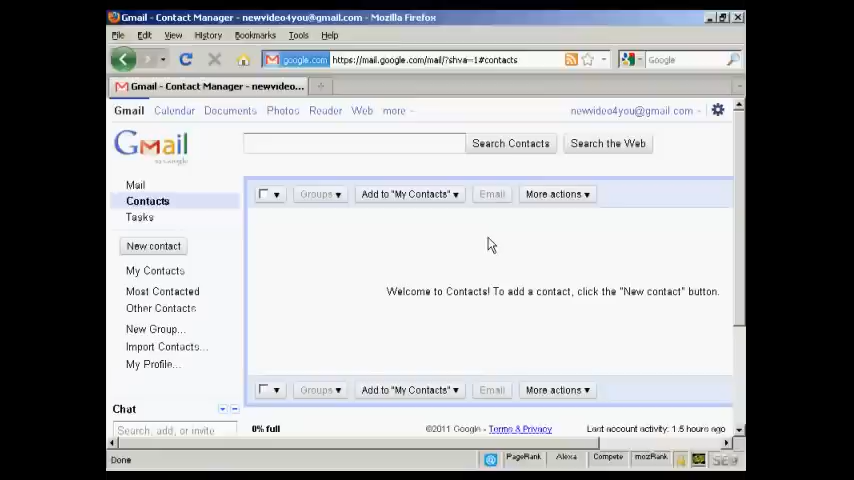 Gmail - Contact Manager - newvideo4you@gmail.com - Mozilla Firefox
File Edit View History Bookmarks Tools Help
google.com https://mail.google.com/mail/?shva=1#contacts Google
Gmail - Contact Manager - newvideo...
Gmail Calendar Documents Photos Reader Web more newvideo4you@gmail.com
Gmail Search Contacts Search the Web
by Google
Mail
Contacts
Tasks
New contact
My Contacts
Most Contacted
Other Contacts
New Group...
Import Contacts...
My Profile...
Chat
Search, add, or invite
Groups Add to "My Contacts" Email More actions
Welcome to Contacts! To add a contact, click the "New contact" button.
Groups Add to "My Contacts" Email More actions
0% full ©2011 Google - Terms & Privacy Last account activity: 1.5 hours ago
Done PageRank Alexa Compete mozRank